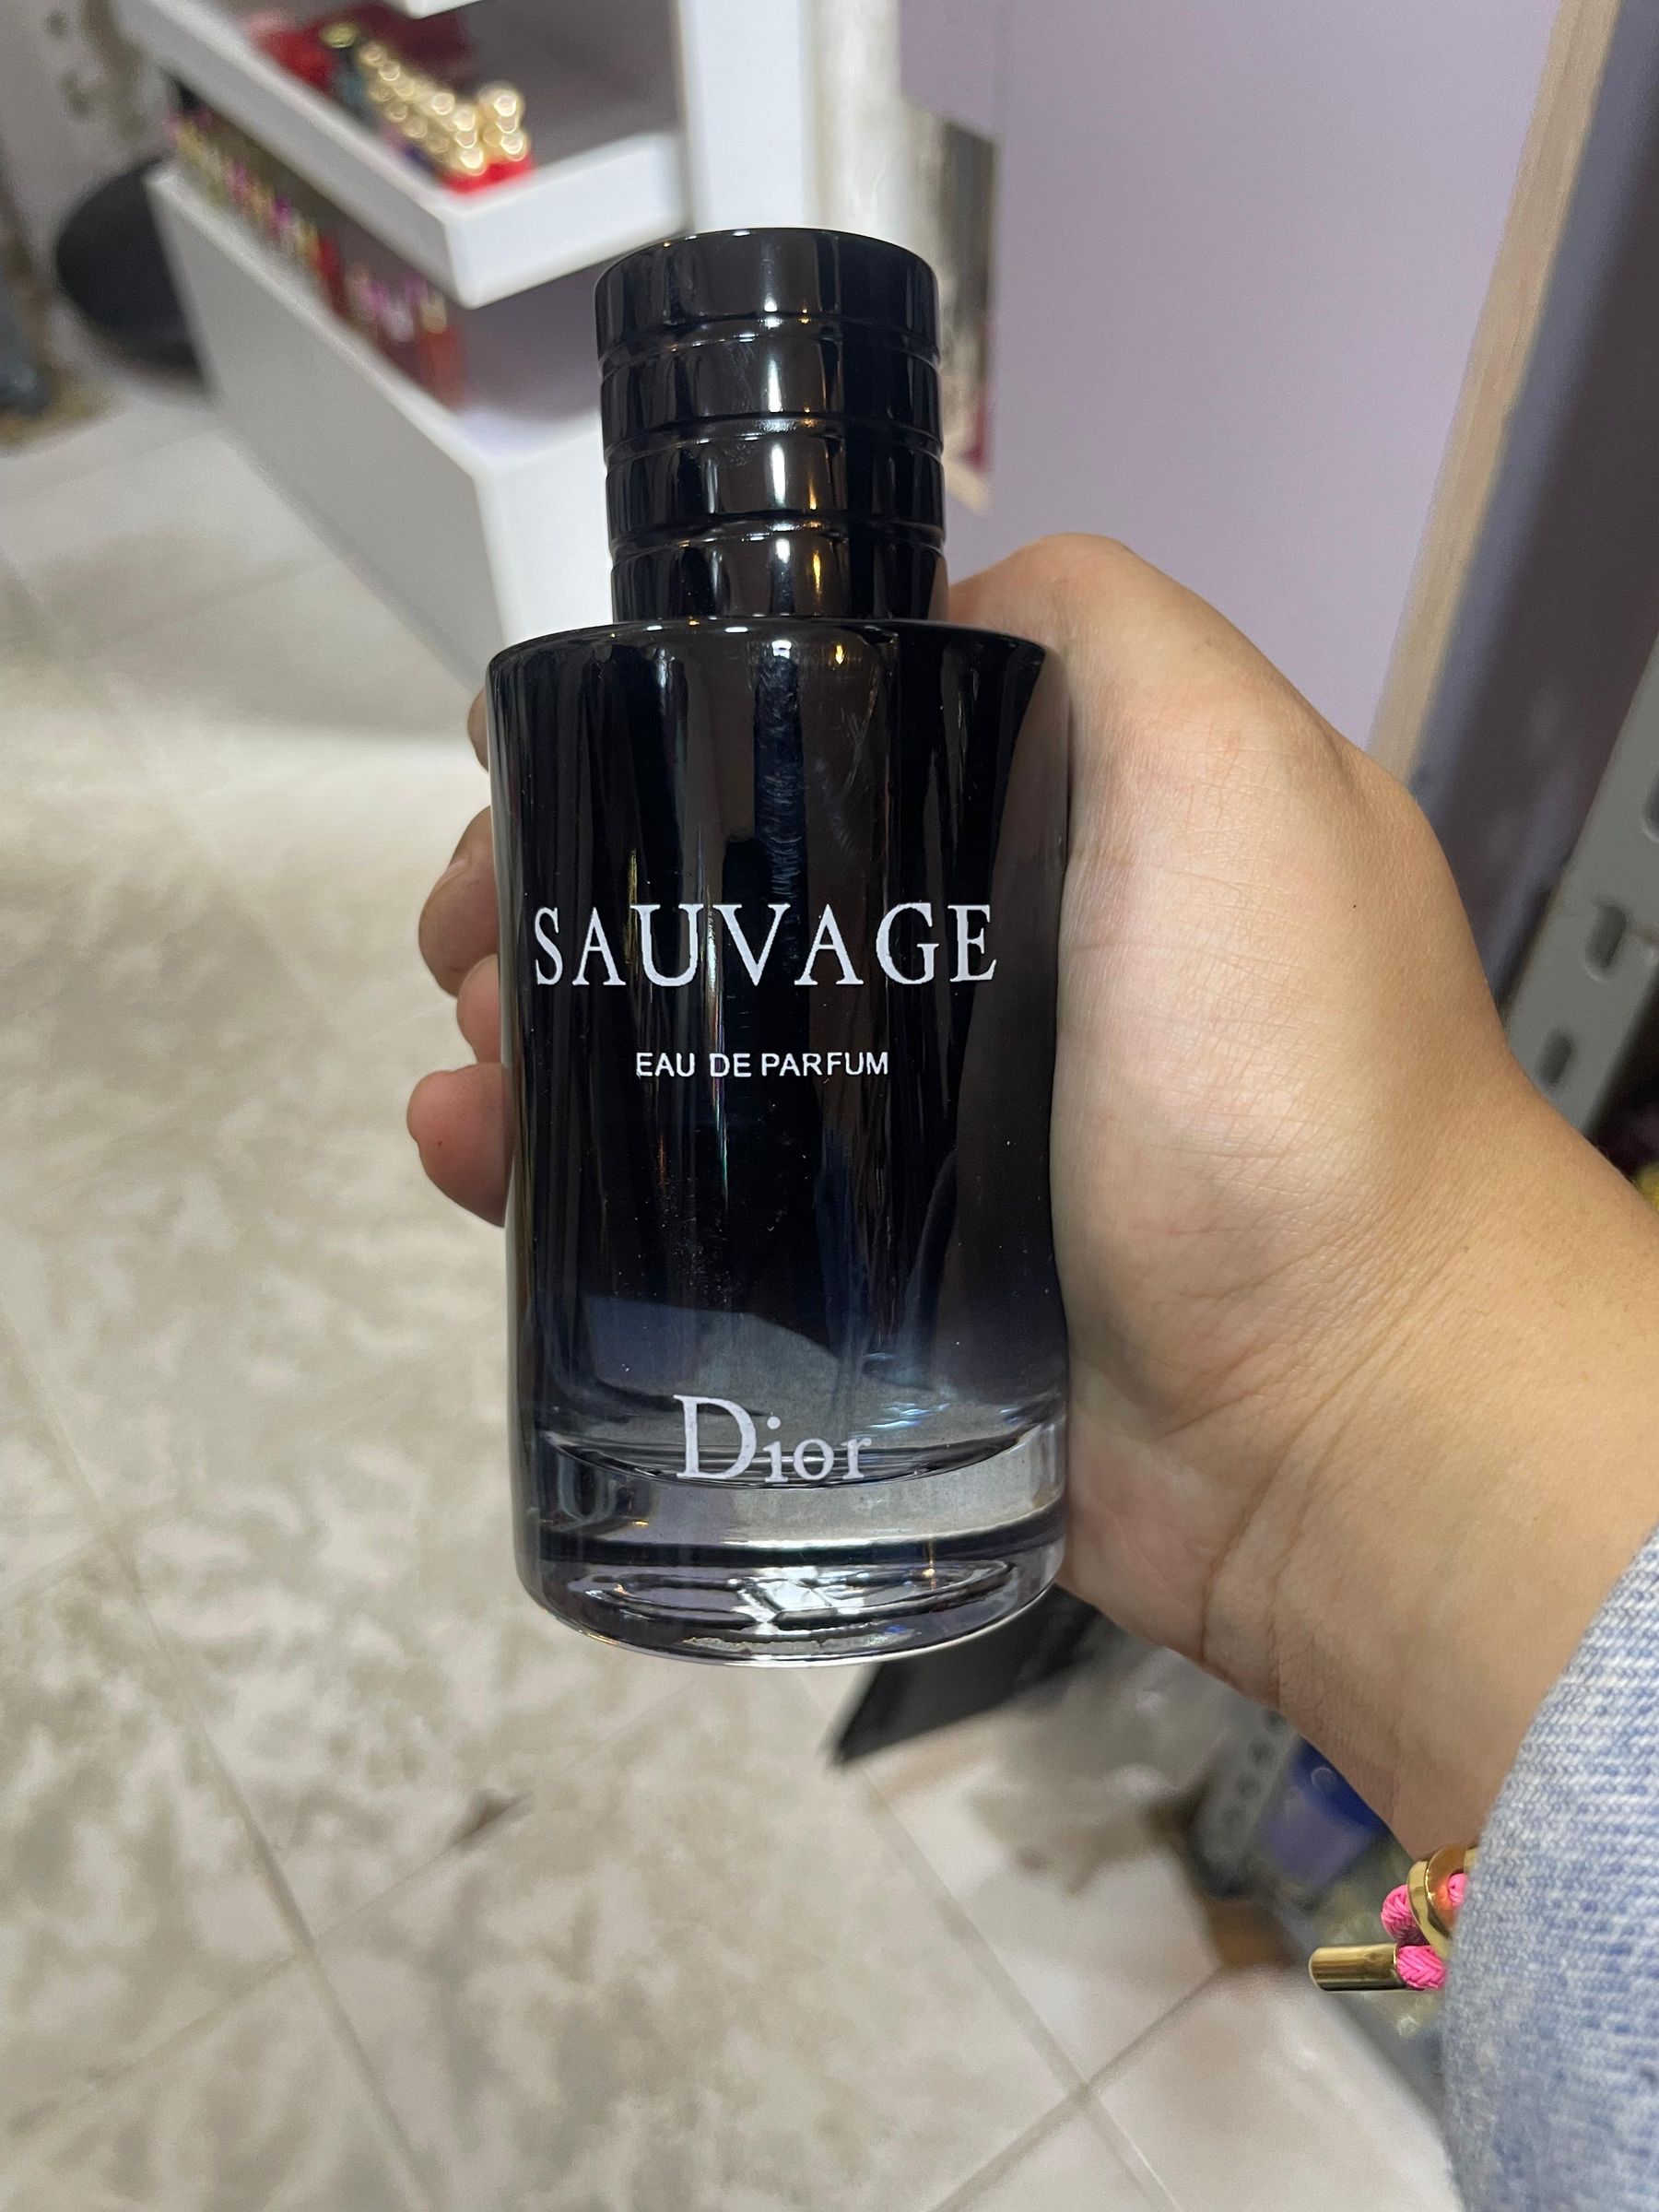 SAUVAGE
EAU DE PARFUM
Dior